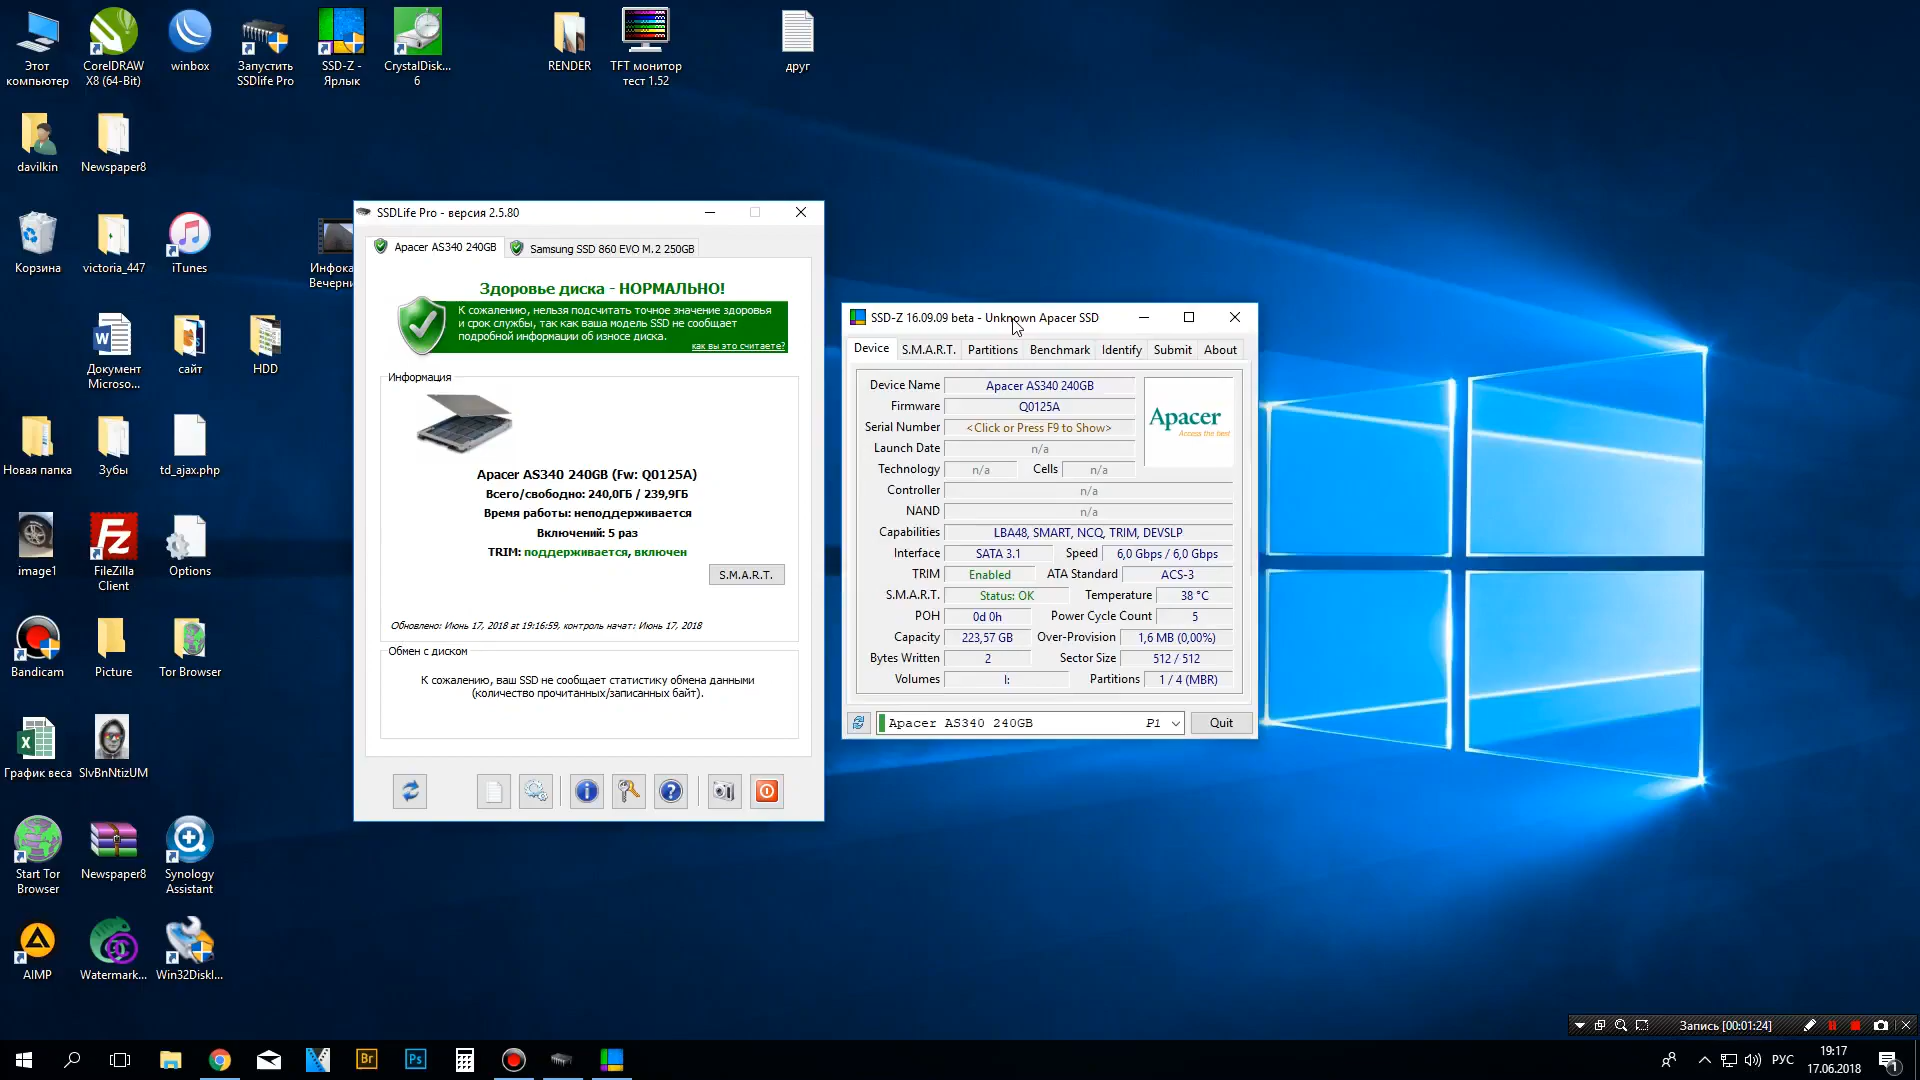 Этот
компьютер
CorelDRAW
X8 (64-Bit)
winbox
Запустить
SSDlife Pro
SSD-Z -
Ярлык
CrystalDisk...
6
RENDER
TFT монитор
тест 1.52
друг
davilkin
Newspaper8
Корзина
victoria_447
iTunes
Инфока
Вечерни
Документ
Microso...
сайт
HDD
Новая папка
Зубы
td_ajax.php
image1
FileZilla
Client
Options
Bandicam
Picture
Tor Browser
График веса
SlvBnNtizUM
Start Tor
Browser
Newspaper8
Synology
Assistant
AIMP
Watermark...
Win32DiskI...
SSDLife Pro - версия 2.5.80
Apacer AS340 240GB
Samsung SSD 860 EVO M.2 250GB
Здоровье диска - НОРМАЛЬНО!
К сожалению, нельзя подсчитать точное значение здоровья
и срок службы, так как ваша модель SSD не сообщает
подробной информации об износе диска.
как вы это считаете?
Информация
Apacer AS340 240GB (Fw: Q0125A)
Всего/свободно: 240,0ГБ / 239,9ГБ
Время работы: неподдерживается
Включений: 5 раз
TRIM: поддерживается, включен
S.M.A.R.T.
Обновлено: Июнь 17, 2018 at 19:16:59, контроль начат: Июнь 17, 2018
Обмен с диском
К сожалению, ваш SSD не сообщает статистику обмена данными
(количество прочитанных/записанных байт).
SSD-Z 16.09.09 beta - Unknown Apacer SSD
Device S.M.A.R.T. Partitions Benchmark Identify Submit About
Device Name Apacer AS340 240GB
Firmware Q0125A
Serial Number <Click or Press F9 to Show>
Launch Date n/a
Technology n/a Cells n/a
Apacer
Access the best
Controller n/a
NAND n/a
Capabilities LBA48, SMART, NCQ, TRIM, DEVSLP
Interface SATA 3.1 Speed 6,0 Gbps / 6,0 Gbps
TRIM Enabled ATA Standard ACS-3
S.M.A.R.T. Status: OK Temperature 38 °C
POH 0d 0h Power Cycle Count 5
Capacity 223,57 GB Over-Provision 1,6 MB (0,00%)
Bytes Written 2 Sector Size 512 / 512
Volumes I: Partitions 1 / 4 (MBR)
Apacer AS340 240GB P1 Quit
Запись [00:01:24]
Br Ps
РУС
19:17
17.06.2018
1